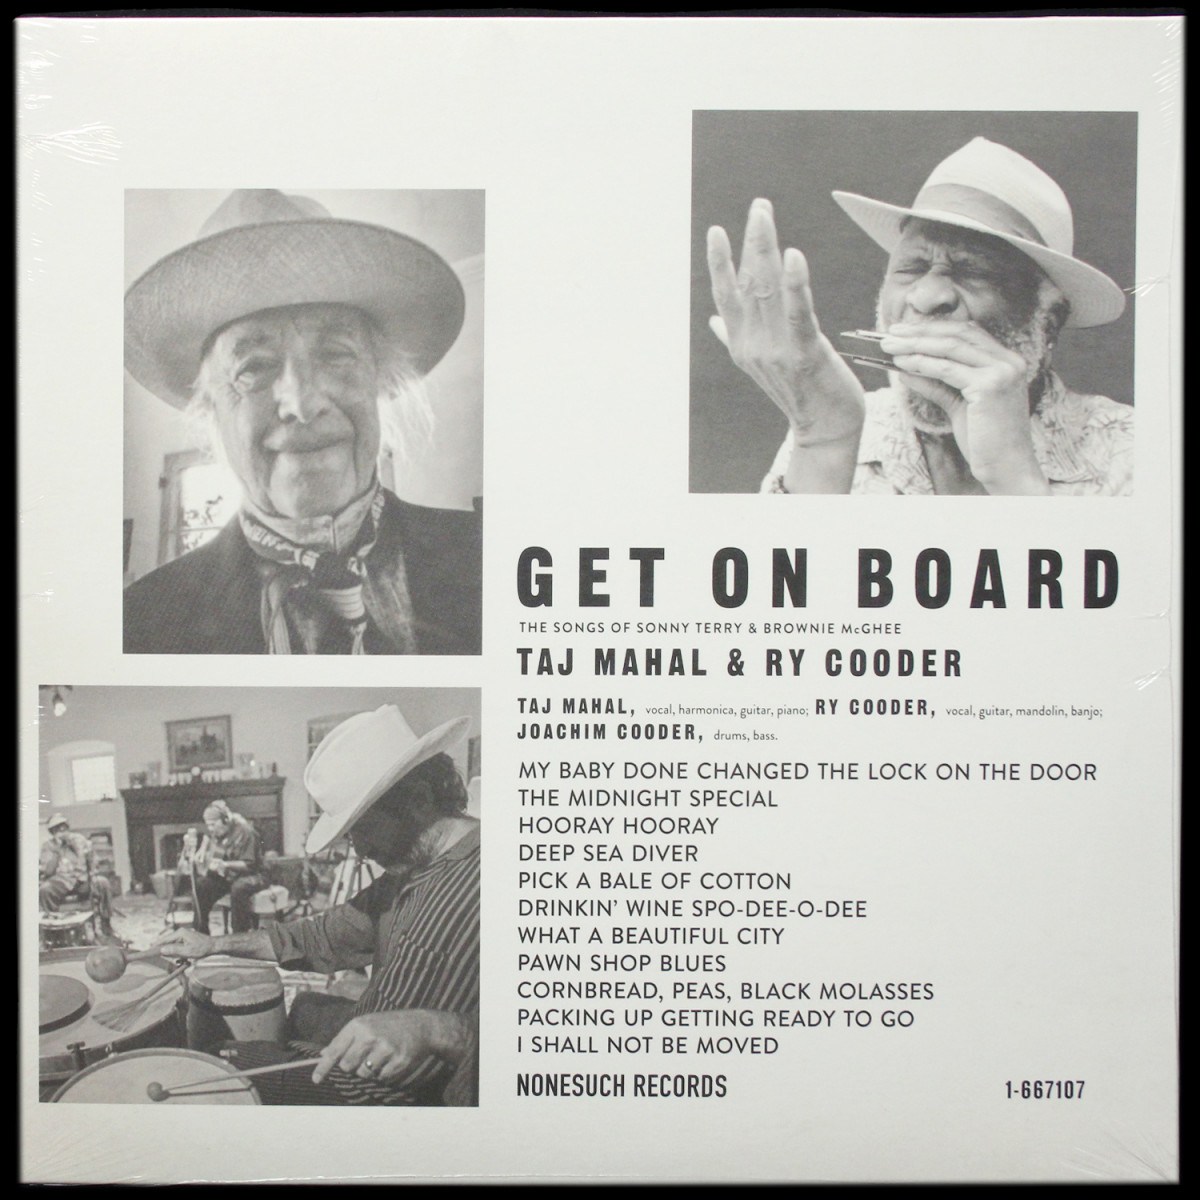 GET ON BOARD
THE SONGS OF SONNY TERRY & BROWNIE McGHEE
TAJ MAHAL & RY COODER
TAJ MAHAL, vocal, harmonica, guitar, piano; RY COODER, vocal, guitar, mandolin, banjo;
JOACHIM COODER, drums, bass.
MY BABY DONE CHANGED THE LOCK ON THE DOOR
THE MIDNIGHT SPECIAL
HOORAY HOORAY
DEEP SEA DIVER
PICK A BALE OF COTTON
DRINKIN' WINE SPO-DEE-O-DEE
WHAT A BEAUTIFUL CITY
PAWN SHOP BLUES
CORNBREAD, PEAS, BLACK MOLASSES
PACKING UP GETTING READY TO GO
I SHALL NOT BE MOVED
NONESUCH RECORDS 1-667107